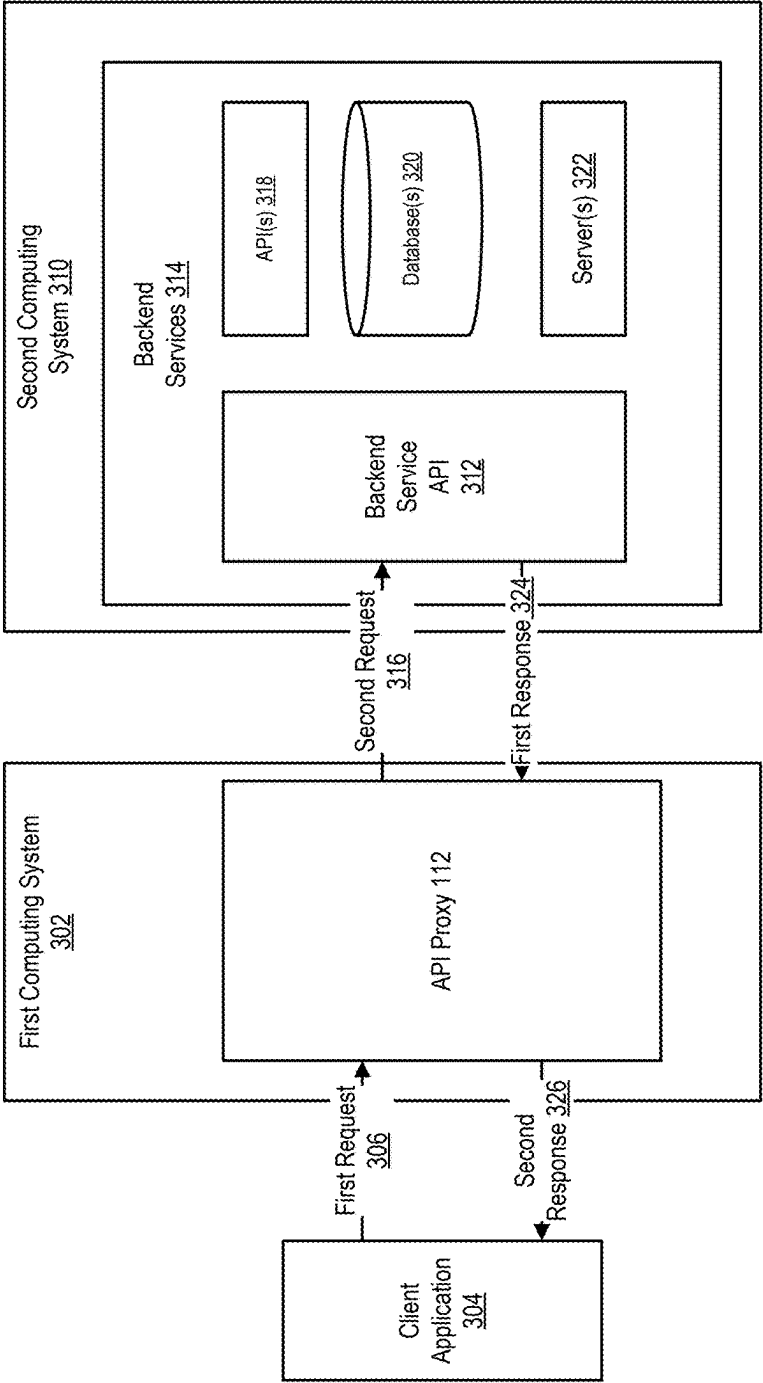 First Computing System
302
Second Computing
System 310
Backend
Services 314
Client
Application
304
First Request
306
Second
Response 326
API Proxy 112
Second Request
316
First Response 324
Backend
Service
API
312
API(s) 318
Database(s) 320
Server(s) 322